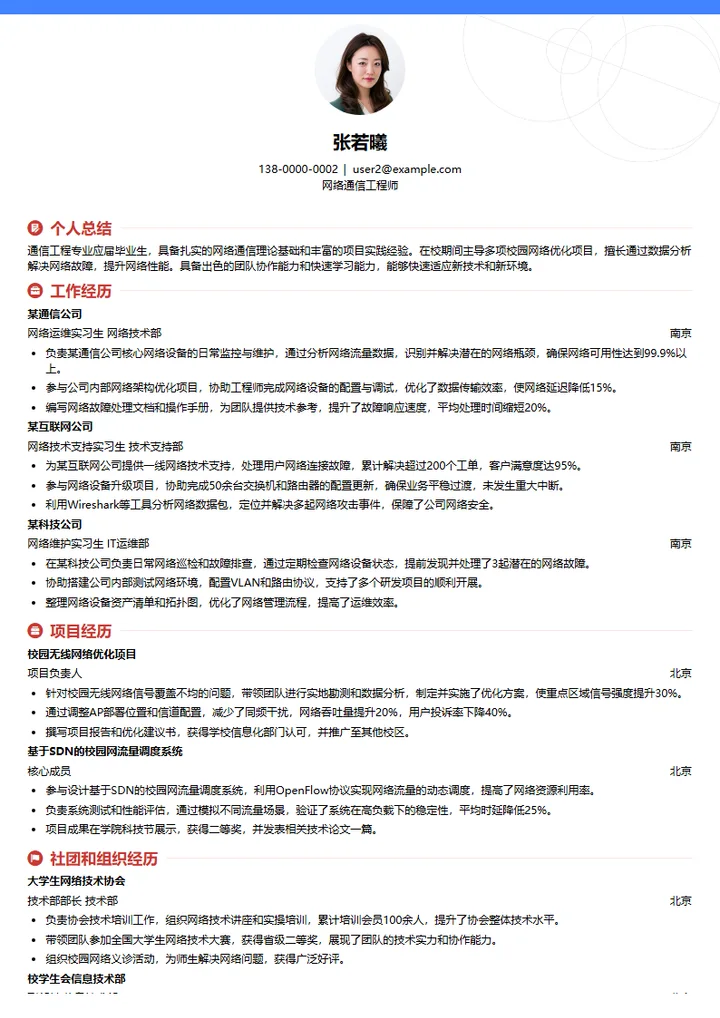 张若曦
138-0000-0002 | user2@example.com
网络通信工程师
个人总结
通信工程专业应届毕业生，具备扎实的网络通信理论基础和丰富的项目实践经验。在校期间主导多项校园网络优化项目，擅长通过数据分析
解决网络故障，提升网络性能。具备出色的团队协作能力和快速学习能力，能够快速适应新技术和新环境。
工作经历
某通信公司
网络运维实习生 网络技术部 南京
• 负责某通信公司核心网络设备的日常监控与维护，通过分析网络流量数据，识别并解决潜在的网络瓶颈，确保网络可用性达到99.9%以
上。
• 参与公司内部网络架构优化项目，协助工程师完成网络设备的配置与调试，优化了数据传输效率，使网络延迟降低15%。
• 编写网络故障处理文档和操作手册，为团队提供技术参考，提升了故障响应速度，平均处理时间缩短20%。
某互联网公司
网络技术支持实习生 技术支持部 南京
• 为某互联网公司提供一线网络技术支持，处理用户网络连接故障，累计解决超过200个工单，客户满意度达95%。
• 参与网络设备升级项目，协助完成50余台交换机和路由器的配置更新，确保业务平稳过渡，未发生重大中断。
• 利用Wireshark等工具分析网络数据包，定位并解决多起网络攻击事件，保障了公司网络安全。
某科技公司
网络维护实习生 IT运维部 南京
• 在某科技公司负责日常网络巡检和故障排查，通过定期检查网络设备状态，提前发现并处理了3起潜在的网络故障。
• 协助搭建公司内部测试网络环境，配置VLAN和路由协议，支持了多个研发项目的顺利开展。
• 整理网络设备资产清单和拓扑图，优化了网络管理流程，提高了运维效率。
项目经历
校园无线网络优化项目
项目负责人 北京
• 针对校园无线网络信号覆盖不均的问题，带领团队进行实地勘测和数据分析，制定并实施了优化方案，使重点区域信号强度提升30%。
• 通过调整AP部署位置和信道配置，减少了同频干扰，网络吞吐量提升20%，用户投诉率下降40%。
• 撰写项目报告和优化建议书，获得学校信息化部门认可，并推广至其他校区。
基于SDN的校园网流量调度系统
核心成员 北京
• 参与设计基于SDN的校园网流量调度系统，利用OpenFlow协议实现网络流量的动态调度，提高了网络资源利用率。
• 负责系统测试和性能评估，通过模拟不同流量场景，验证了系统在高负载下的稳定性，平均时延降低25%。
• 项目成果在学院科技节展示，获得二等奖，并发表相关技术论文一篇。
社团和组织经历
大学生网络技术协会
技术部部长 技术部 北京
• 负责协会技术培训工作，组织网络技术讲座和实操培训，累计培训会员100余人，提升了协会整体技术水平。
• 带领团队参加全国大学生网络技术大赛，获得省级二等奖，展现了团队的技术实力和协作能力。
• 组织校园网络义诊活动，为师生解决网络问题，获得广泛好评。
校学生会信息技术部